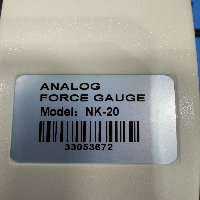 ANALOG
FORCE GAUGE
Model: NK-20
33053672